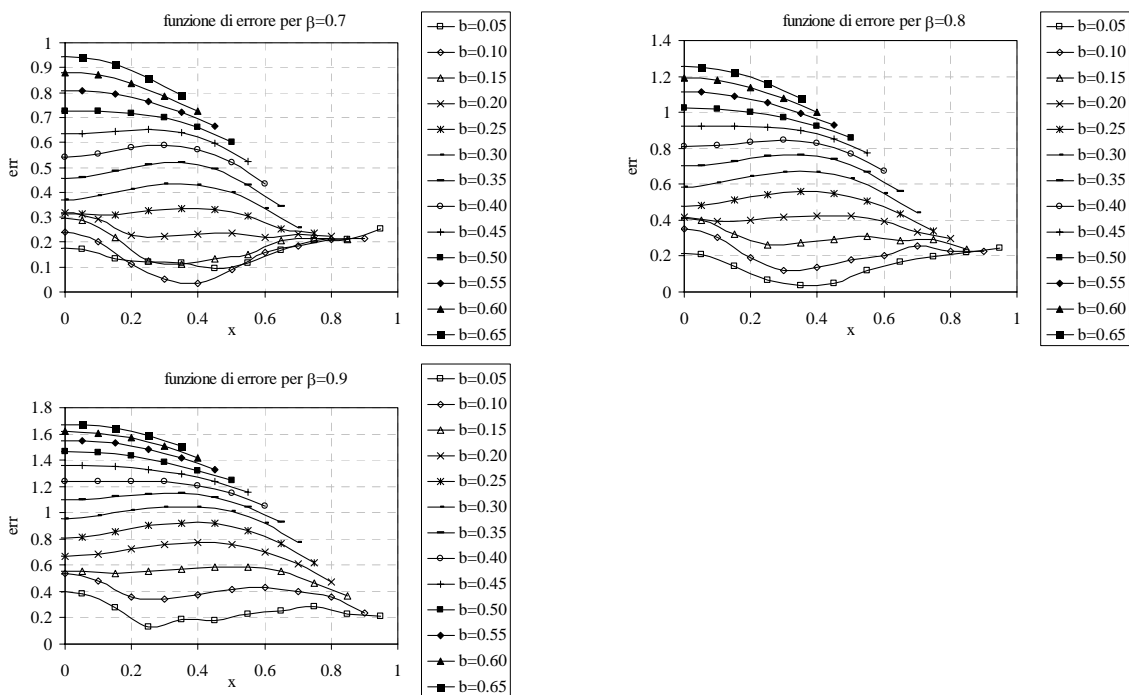 funzione di errore per β=0.7
1
0.9
0.8
0.7
0.6
0.5
0.4
0.3
0.2
0.1
0
err
0 0.2 0.4 0.6 0.8 1
x
b=0.05
b=0.10
b=0.15
b=0.20
b=0.25
b=0.30
b=0.35
b=0.40
b=0.45
b=0.50
b=0.55
b=0.60
b=0.65
funzione di errore per β=0.8
1.4
1.2
1
0.8
0.6
0.4
0.2
0
err
0 0.2 0.4 0.6 0.8 1
x
b=0.05
b=0.10
b=0.15
b=0.20
b=0.25
b=0.30
b=0.35
b=0.40
b=0.45
b=0.50
b=0.55
b=0.60
b=0.65
funzione di errore per β=0.9
1.8
1.6
1.4
1.2
1
0.8
0.6
0.4
0.2
0
err
0 0.2 0.4 0.6 0.8 1
x
b=0.05
b=0.10
b=0.15
b=0.20
b=0.25
b=0.30
b=0.35
b=0.40
b=0.45
b=0.50
b=0.55
b=0.60
b=0.65